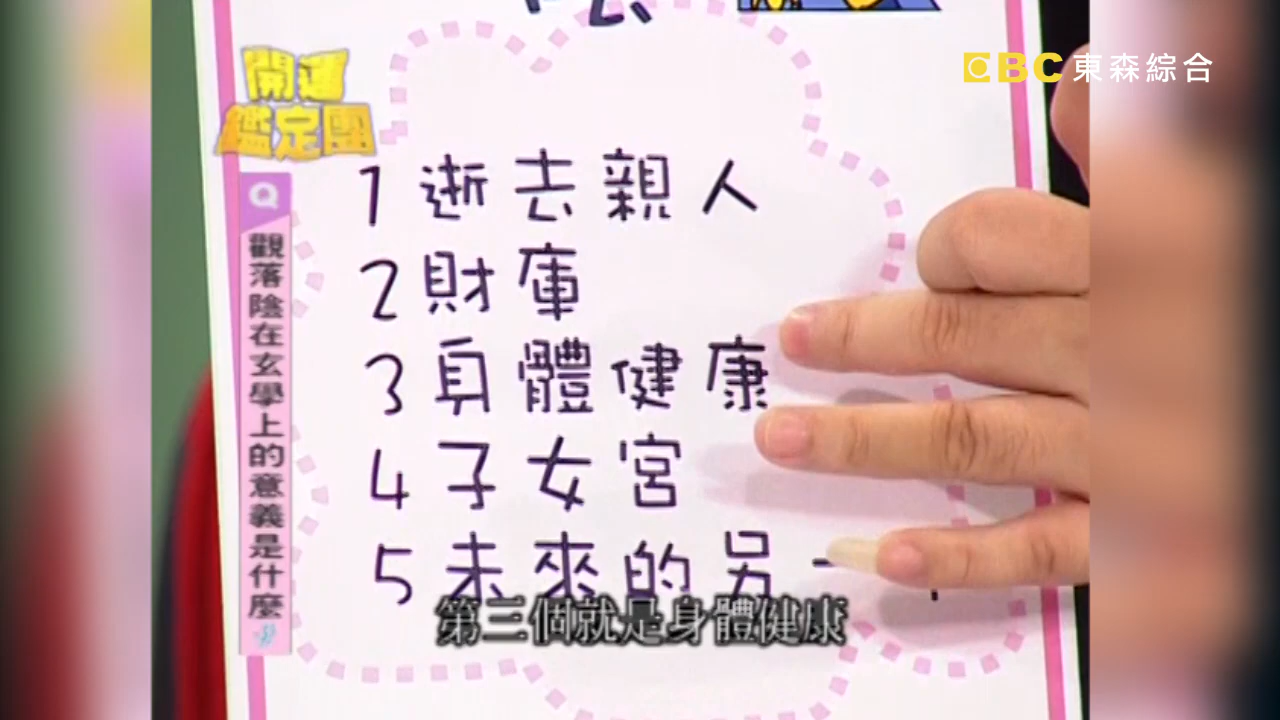 EBC 東森綜合
開運
鑑定團
Q
觀落陰在玄學上的意義是什麼
1 逝去親人
2 財庫
3 身體健康
4 子女宮
5 未來的另一
第三個就是身體健康